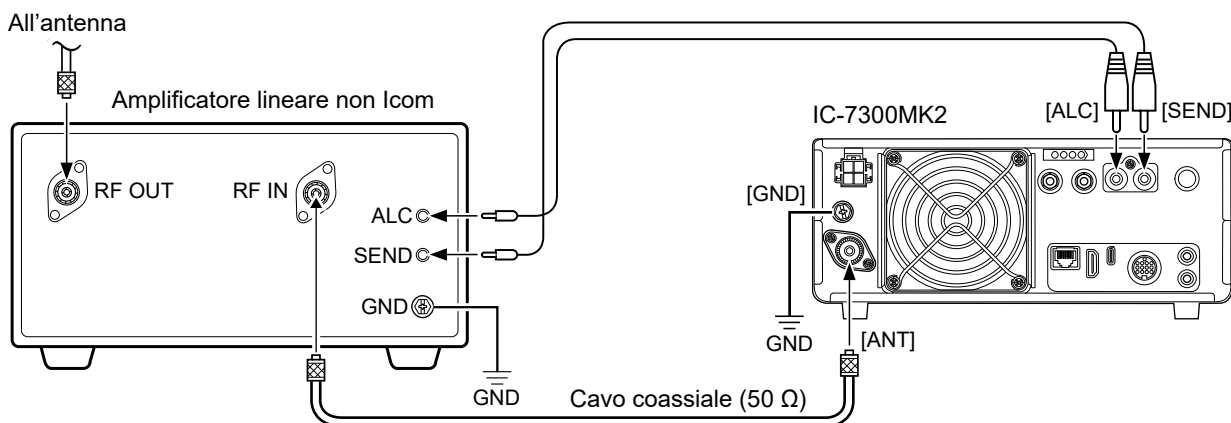 All'antenna
Amplificatore lineare non Icom
RF OUT
RF IN
ALC
SEND
GND
GND
IC-7300MK2
[ALC]
[SEND]
[GND]
GND
[ANT]
Cavo coassiale (50 Ω)